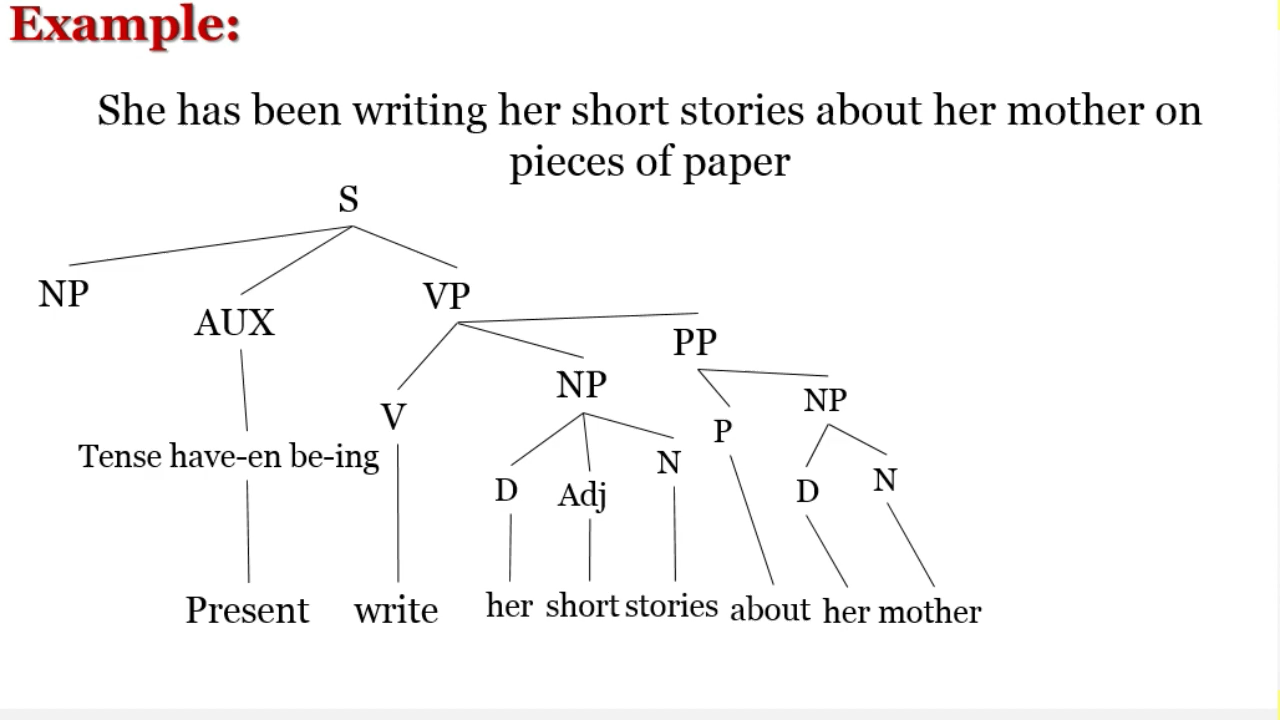 Example:
She has been writing her short stories about her mother on
pieces of paper
S
NP
AUX
VP
PP
NP
NP
V
P
Tense have-en be-ing
N
D
Adj
D
N
Present
write
her
short
stories
about
her
mother